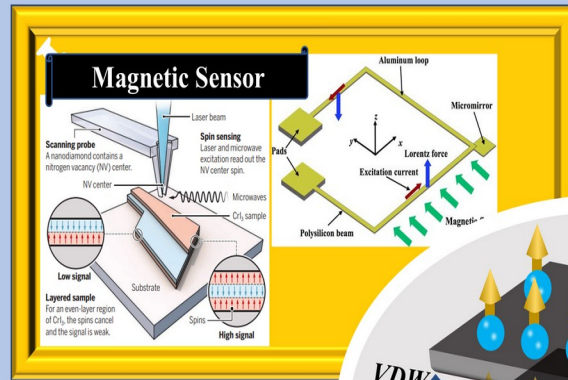 Magnetic Sensor
Laser beam
Scanning probe
A nanodiamond contains a
nitrogen vacancy (NV) center.
Spin sensing
Laser and microwave
excitation read out the
NV center spin.
NV center
Microwaves
CrI₃ sample
Low signal
Layered sample
For an even-layer region
of CrI₃, the spins cancel
and the signal is weak.
Substrate
Spins
High signal
Aluminum loop
Micromirror
z
y
x
Pads
Lorentz force
Excitation current
Polysilicon beam
Magnetic
VDW